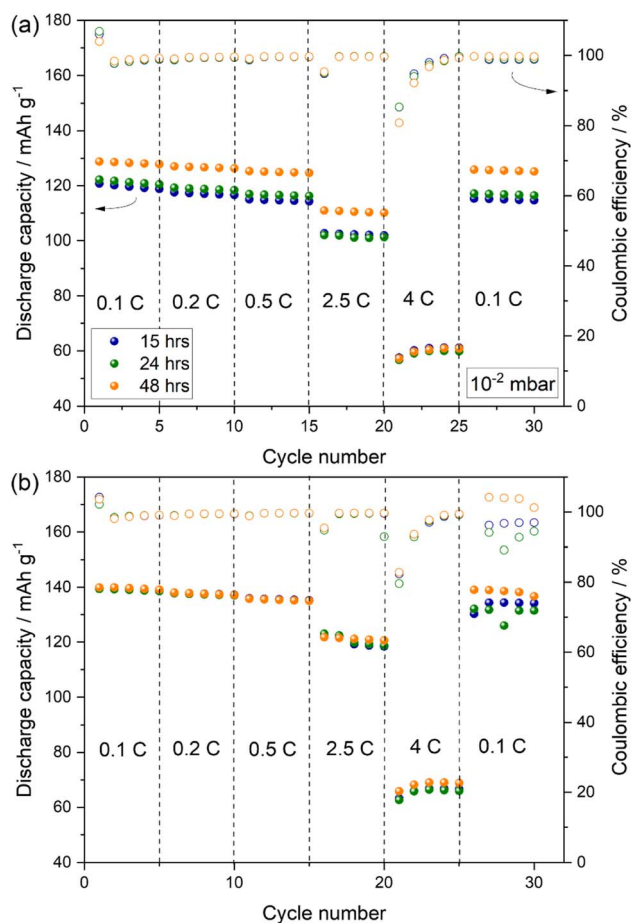 (a)
180
160
140
120
100
80
60
40
Discharge capacity / mAh g⁻¹
100
80
60
40
20
0
Coulombic efficiency / %
0.1 C 0.2 C 0.5 C 2.5 C 4 C 0.1 C
15 hrs
24 hrs
48 hrs
10⁻² mbar
0 5 10 15 20 25 30
Cycle number
(b)
180
160
140
120
100
80
60
40
Discharge capacity / mAh g⁻¹
100
80
60
40
20
0
Coulombic efficiency / %
0.1 C 0.2 C 0.5 C 2.5 C 4 C 0.1 C
0 5 10 15 20 25 30
Cycle number